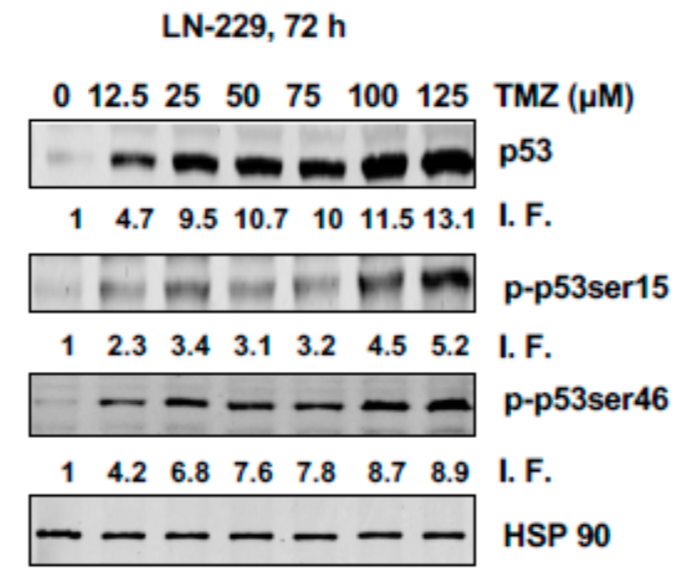 LN-229, 72 h
0 12.5 25 50 75 100 125 TMZ (µM)
p53
1 4.7 9.5 10.7 10 11.5 13.1 I. F.
p-p53ser15
1 2.3 3.4 3.1 3.2 4.5 5.2 I. F.
p-p53ser46
1 4.2 6.8 7.6 7.8 8.7 8.9 I. F.
HSP 90